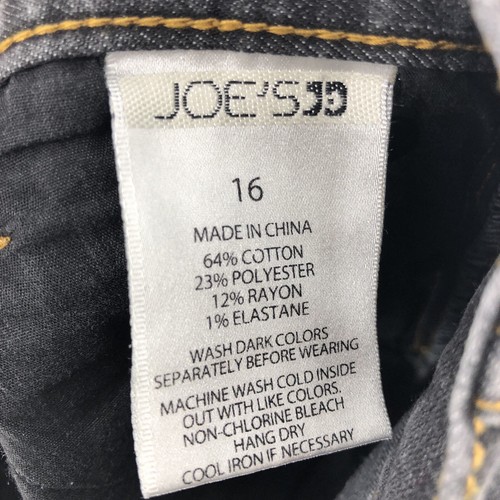 JOE'S
16
MADE IN CHINA
64% COTTON
23% POLYESTER
12% RAYON
1% ELASTANE
WASH DARK COLORS
SEPARATELY BEFORE WEARING
MACHINE WASH COLD INSIDE
OUT WITH LIKE COLORS.
NON-CHLORINE BLEACH
HANG DRY
COOL IRON IF NECESSARY